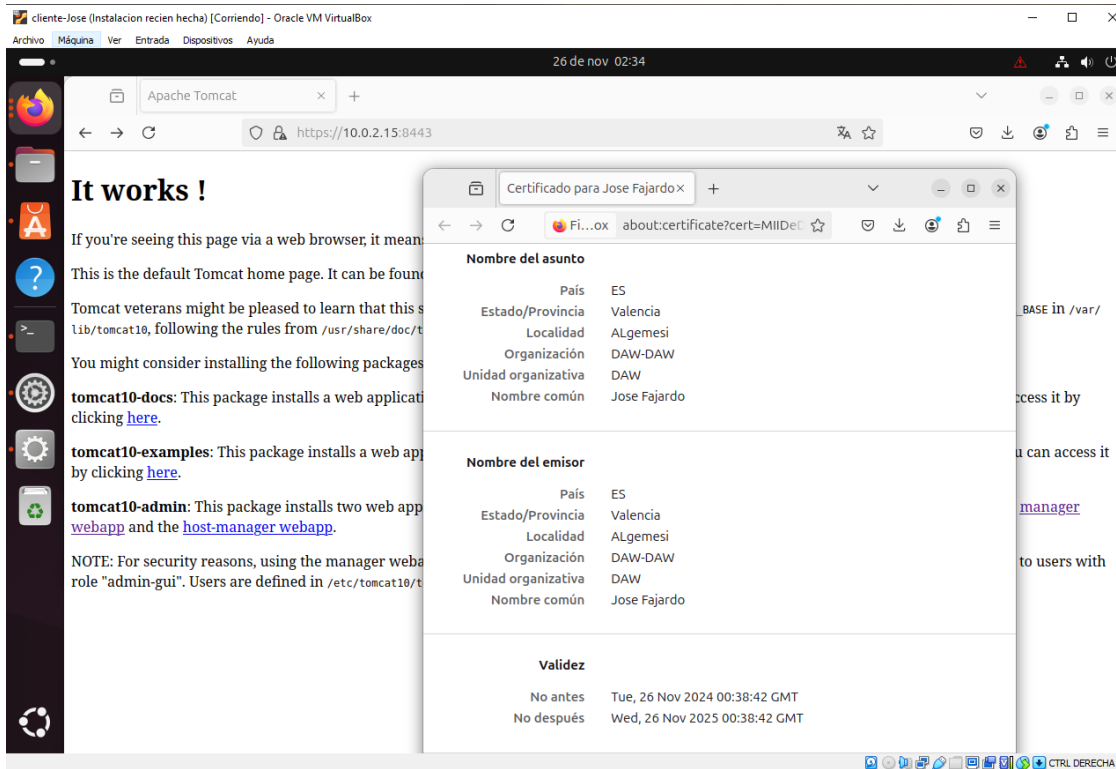 cliente-Jose (Instalacion recien hecha) [Corriendo] - Oracle VM VirtualBox
Archivo Máquina Ver Entrada Dispositivos Ayuda
26 de nov 02:34
Apache Tomcat
https://10.0.2.15:8443
It works !
If you're seeing this page via a web browser, it means
This is the default Tomcat home page. It can be found
Tomcat veterans might be pleased to learn that this s
_BASE in /var/
lib/tomcat10, following the rules from /usr/share/doc/t
You might consider installing the following packages
tomcat10-docs: This package installs a web applicati
ccess it by
clicking here.
tomcat10-examples: This package installs a web app
u can access it
by clicking here.
tomcat10-admin: This package installs two web app
manager
webapp and the host-manager webapp.
NOTE: For security reasons, using the manager weba
to users with
role "admin-gui". Users are defined in /etc/tomcat10/t
Certificado para Jose Fajardo
Fi…ox about:certificate?cert=MIIDeD
Nombre del asunto
País ES
Estado/Provincia Valencia
Localidad ALgemesi
Organización DAW-DAW
Unidad organizativa DAW
Nombre común Jose Fajardo
Nombre del emisor
País ES
Estado/Provincia Valencia
Localidad ALgemesi
Organización DAW-DAW
Unidad organizativa DAW
Nombre común Jose Fajardo
Validez
No antes Tue, 26 Nov 2024 00:38:42 GMT
No después Wed, 26 Nov 2025 00:38:42 GMT
CTRL DERECHA